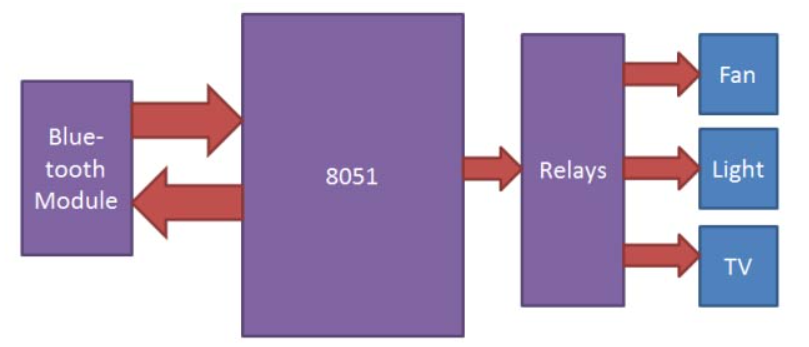 Blue-
tooth
Module
8051
Relays
Fan
Light
TV